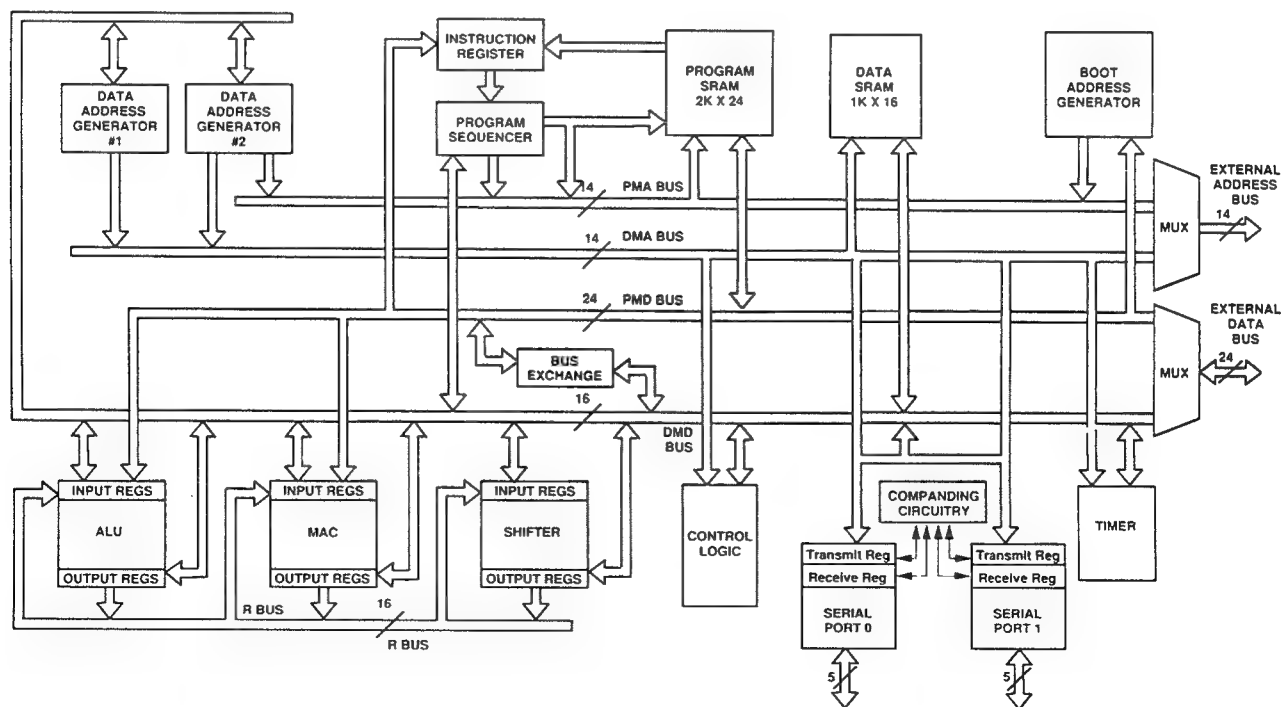 INSTRUCTION
REGISTER
PROGRAM
SRAM
2K X 24
DATA
SRAM
1K X 16
BOOT
ADDRESS
GENERATOR
DATA
ADDRESS
GENERATOR
#1
DATA
ADDRESS
GENERATOR
#2
PROGRAM
SEQUENCER
EXTERNAL
ADDRESS
BUS
14
PMA BUS
14
MUX
14
DMA BUS
24
PMD BUS
EXTERNAL
DATA
BUS
24
MUX
BUS
EXCHANGE
16
DMD
BUS
INPUT REGS
ALU
OUTPUT REGS
INPUT REGS
MAC
OUTPUT REGS
INPUT REGS
SHIFTER
OUTPUT REGS
CONTROL
LOGIC
COMPANDING
CIRCUITRY
TIMER
Transmit Reg
Receive Reg
SERIAL
PORT 0
Transmit Reg
Receive Reg
SERIAL
PORT 1
R BUS
16
R BUS
5
5